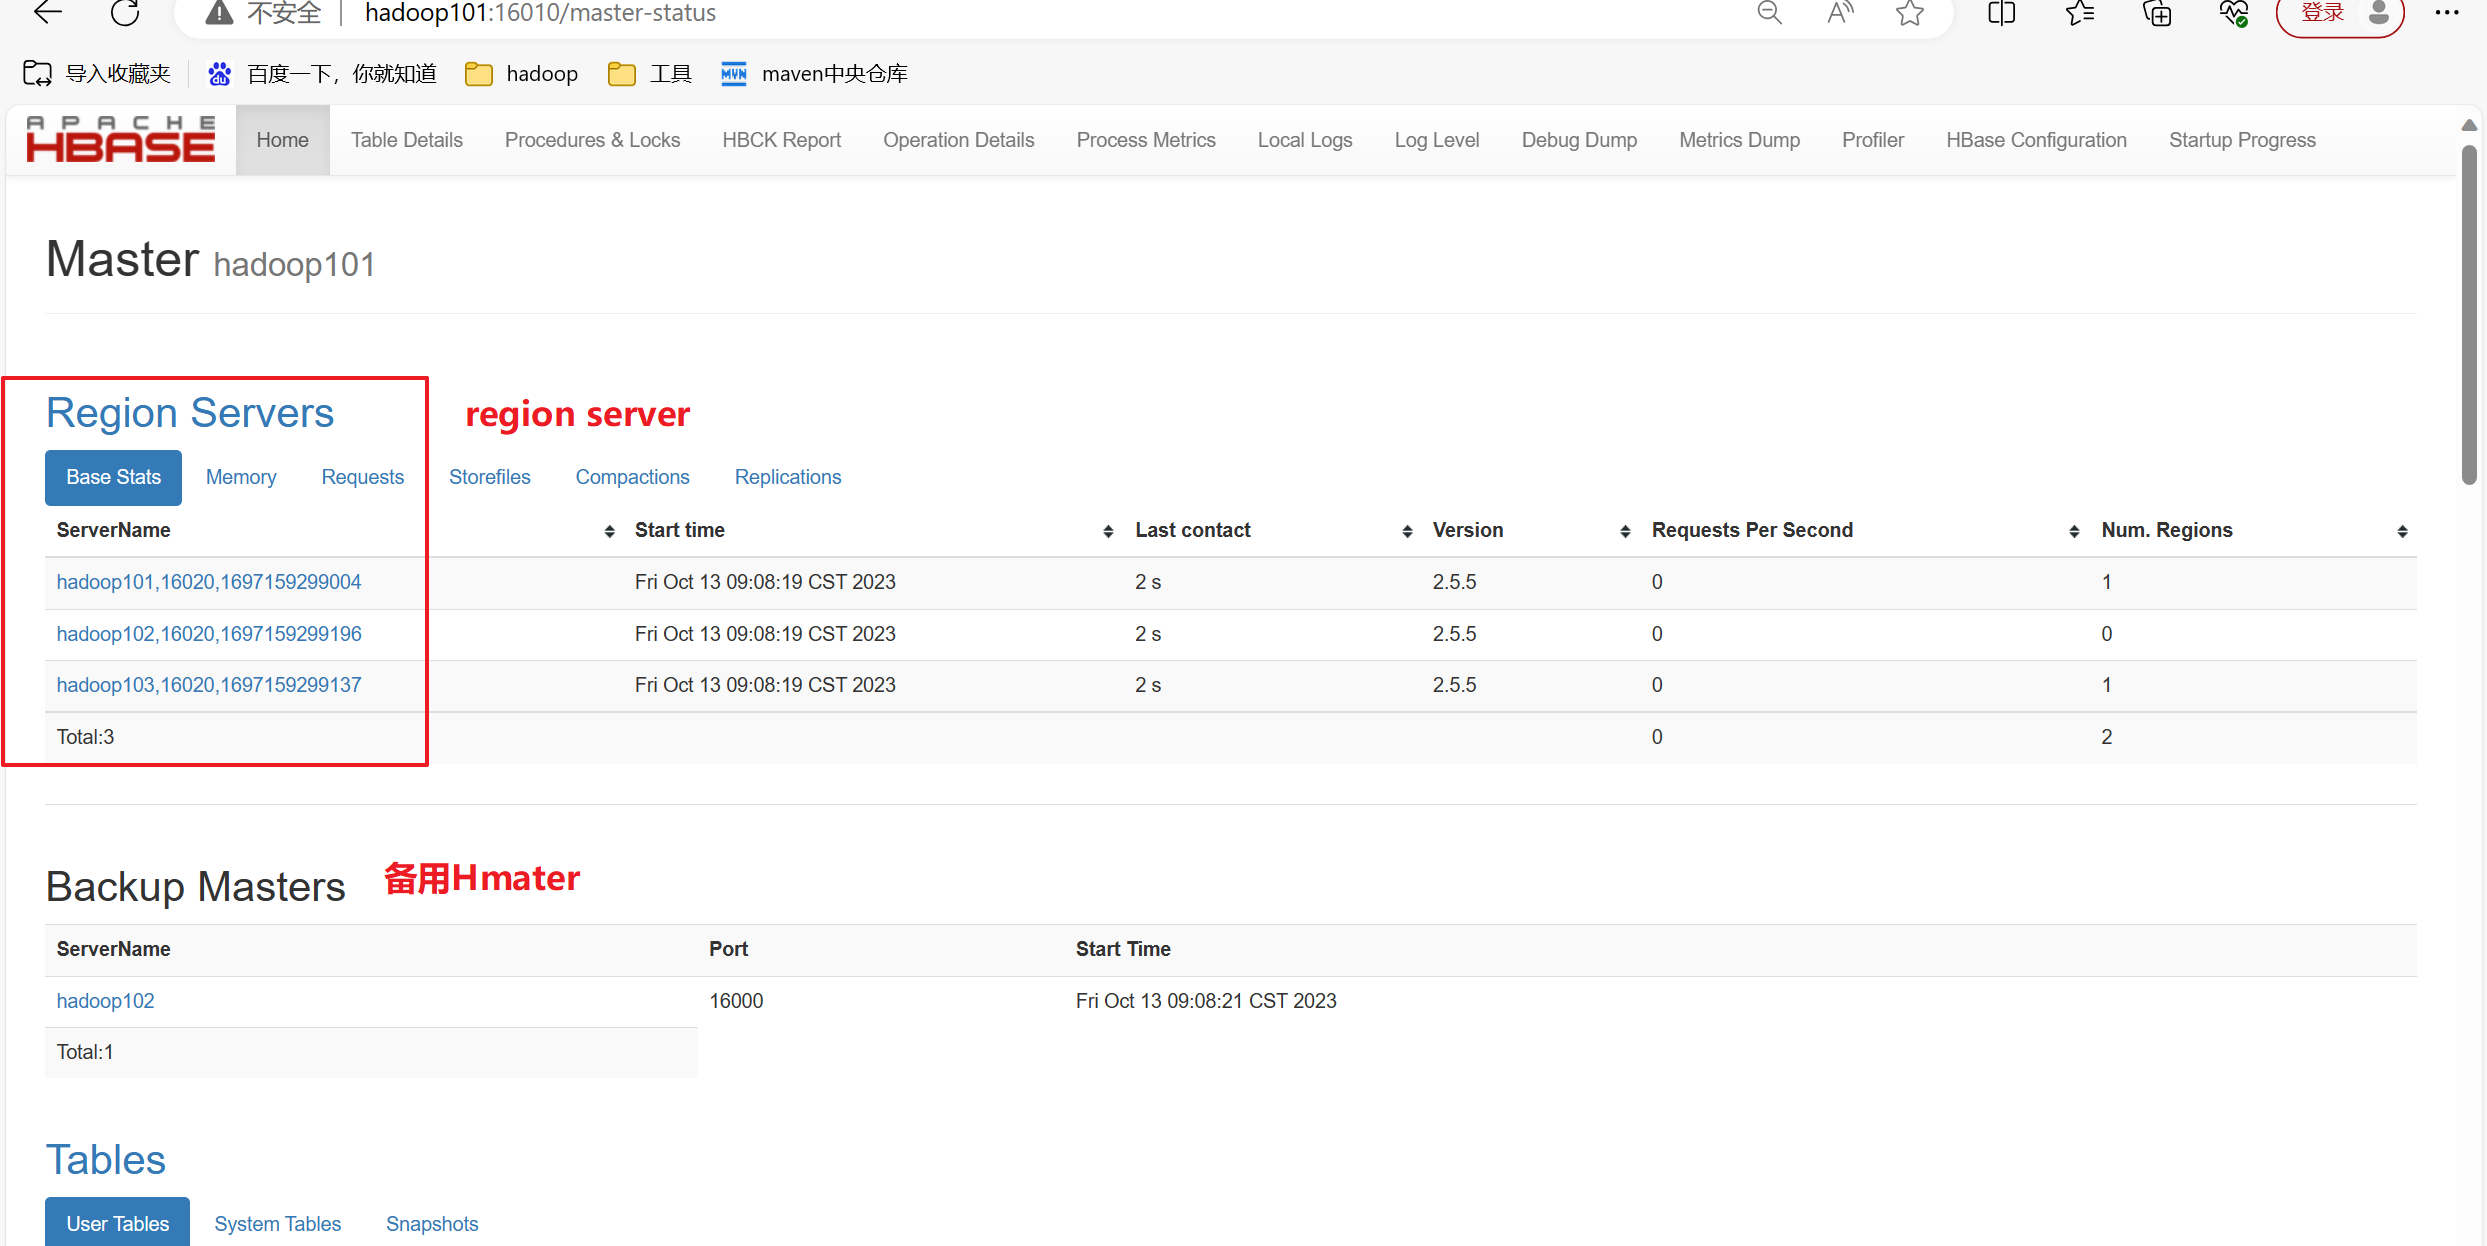 不安全 hadoop101:16010/master-status 登录
导入收藏夹 百度一下，你就知道 hadoop 工具 maven中央仓库
APACHE HBASE Home Table Details Procedures & Locks HBCK Report Operation Details Process Metrics Local Logs Log Level Debug Dump Metrics Dump Profiler HBase Configuration Startup Progress
Master hadoop101
Region Servers region server
Base Stats Memory Requests Storefiles Compactions Replications
ServerName Start time Last contact Version Requests Per Second Num. Regions
hadoop101,16020,1697159299004 Fri Oct 13 09:08:19 CST 2023 2 s 2.5.5 0 1
hadoop102,16020,1697159299196 Fri Oct 13 09:08:19 CST 2023 2 s 2.5.5 0 0
hadoop103,16020,1697159299137 Fri Oct 13 09:08:19 CST 2023 2 s 2.5.5 0 1
Total:3 0 2
Backup Masters 备用Hmater
ServerName Port Start Time
hadoop102 16000 Fri Oct 13 09:08:21 CST 2023
Total:1
Tables
User Tables System Tables Snapshots